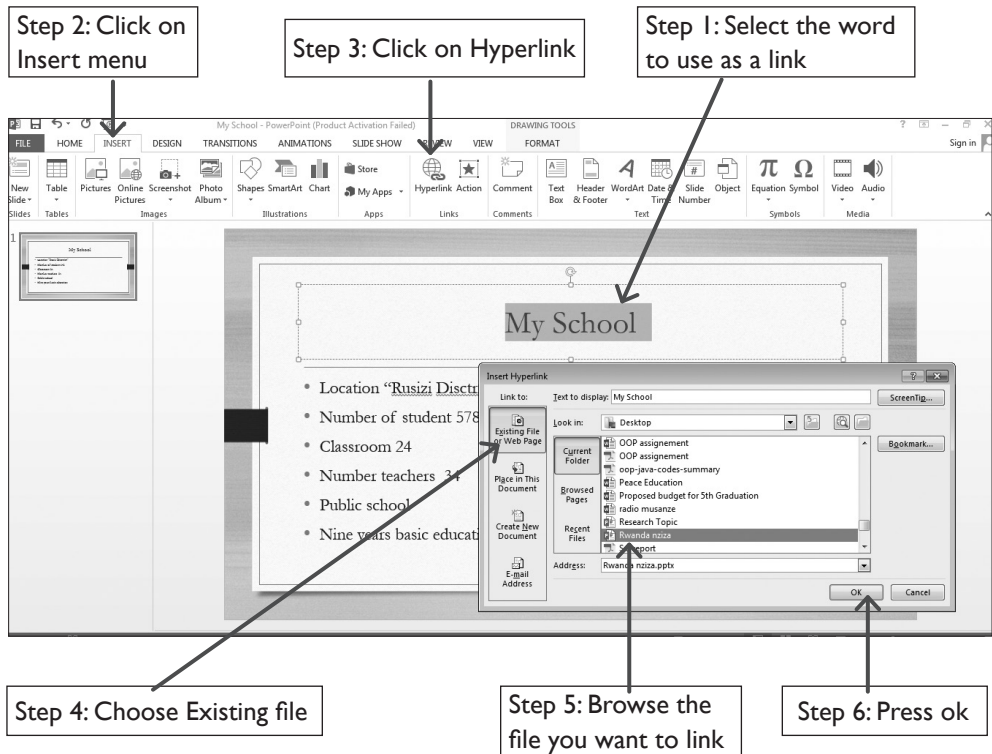 Step 2: Click on
Insert menu
Step 3: Click on Hyperlink
Step 1: Select the word
to use as a link
My School - PowerPoint (Product Activation Failed)
DRAWING TOOLS
FILE HOME INSERT DESIGN TRANSITIONS ANIMATIONS SLIDE SHOW VIEW FORMAT
Sign in
New Slide
Table
Pictures
Online Pictures
Screenshot
Photo Album
Shapes
SmartArt
Chart
Store
My Apps
Hyperlink
Action
Comment
Text Box
Header & Footer
WordArt
Date & Time
Slide Number
Object
Equation
Symbol
Video
Audio
Slides Tables Images Illustrations Apps Links Comments Text Symbols Media
1
My School
My School
• Location “Rusizi Disctr
• Number of student 578
• Classroom 24
• Number teachers 34
• Public school
• Nine years basic educati
Insert Hyperlink
Link to:
Text to display: My School
ScreenTip...
Existing File
or Web Page
Look in: Desktop
Bookmark...
Place in This
Document
Create New
Document
E-mail
Address
Current
Folder
Browsed
Pages
Recent
Files
OOP assignement
OOP assignement
oop-java-codes-summary
Peace Education
Proposed budget for 5th Graduation
radio musanze
Research Topic
Rwanda nziza
Address: Rwanda nziza.pptx
OK Cancel
Step 4: Choose Existing file
Step 5: Browse the
file you want to link
Step 6: Press ok